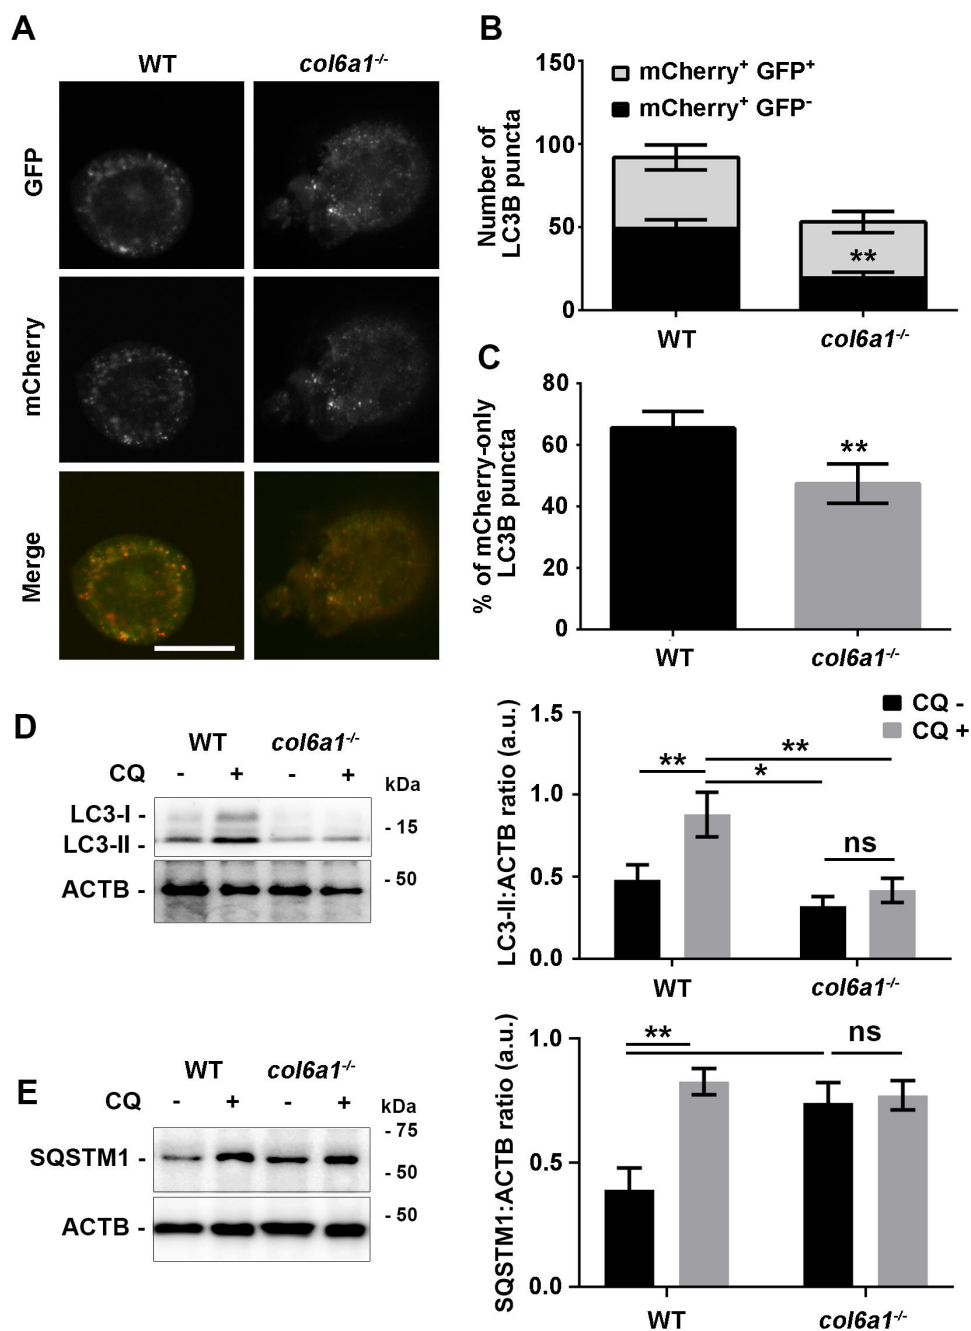 A
WT col6a1-/-
GFP
mCherry
Merge
B
Number of
LC3B puncta
150
100
50
0
mCherry+ GFP+
mCherry+ GFP-
**
WT col6a1-/-
C
% of mCherry-only
LC3B puncta
80
60
40
20
0
**
WT col6a1-/-
D
WT col6a1-/-
CQ - + - + kDa
LC3-I - - 15
LC3-II -
ACTB - - 50
LC3-II:ACTB ratio (a.u.)
1.5
1.0
0.5
0.0
CQ -
CQ +
**
**
*
ns
WT col6a1-/-
E
WT col6a1-/-
CQ - + - + kDa
- 75
SQSTM1 -
- 50
- 50
ACTB -
SQSTM1:ACTB ratio (a.u.)
1.0
0.5
0.0
**
ns
WT col6a1-/-